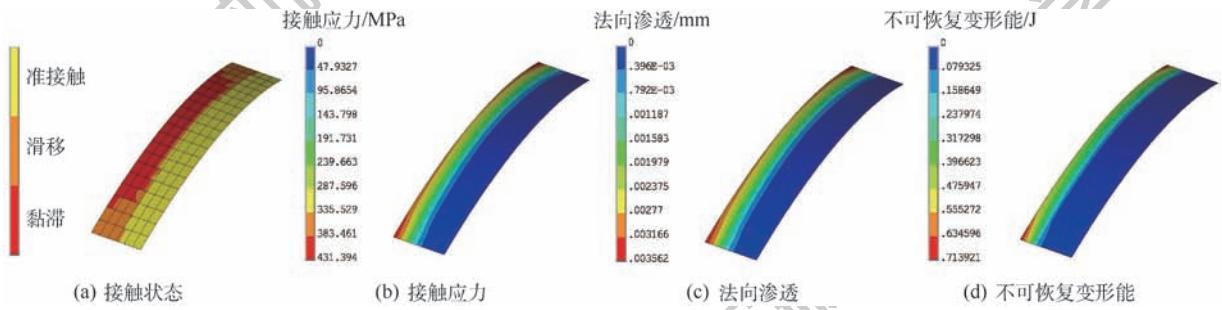 接触应力/MPa
法向渗透/mm
不可恢复变形能/J
准接触
滑移
黏滞
0
47.9327
95.8654
143.798
191.731
239.663
287.596
335.529
383.461
431.394
0
.396E-03
.792E-03
.001187
.001583
.001979
.002375
.00277
.003166
.003562
0
.079325
.158649
.237974
.317298
.396623
.475947
.555272
.634596
.713921
(a) 接触状态
(b) 接触应力
(c) 法向渗透
(d) 不可恢复变形能